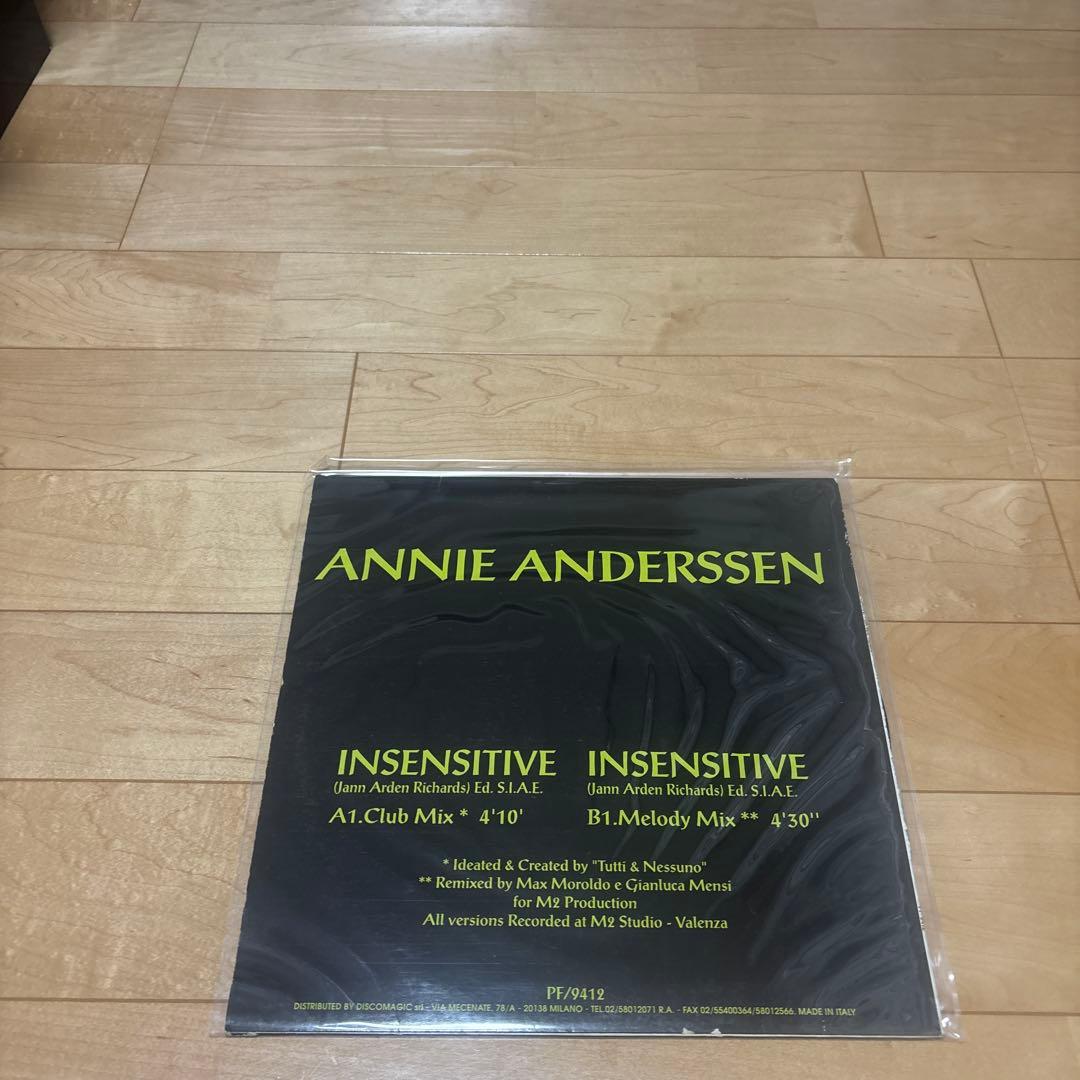 ANNIE ANDERSSEN
INSENSITIVE
(Jann Arden Richards) Ed. S.I.A.E.
A1.Club Mix * 4'10'
INSENSITIVE
(Jann Arden Richards) Ed. S.I.A.E.
B1.Melody Mix ** 4'30''
* Ideated & Created by "Tutti & Nessuno"
** Remixed by Max Moroldo e Gianluca Mensi
for M2 Production
All versions Recorded at M2 Studio - Valenza
PF/9412
DISTRIBUTED BY DISCOMAGIC srl - VIA MECENATE, 78/A - 20138 MILANO - TEL.02/58012071 R.A. - FAX 02/55400364/58012566. MADE IN ITALY